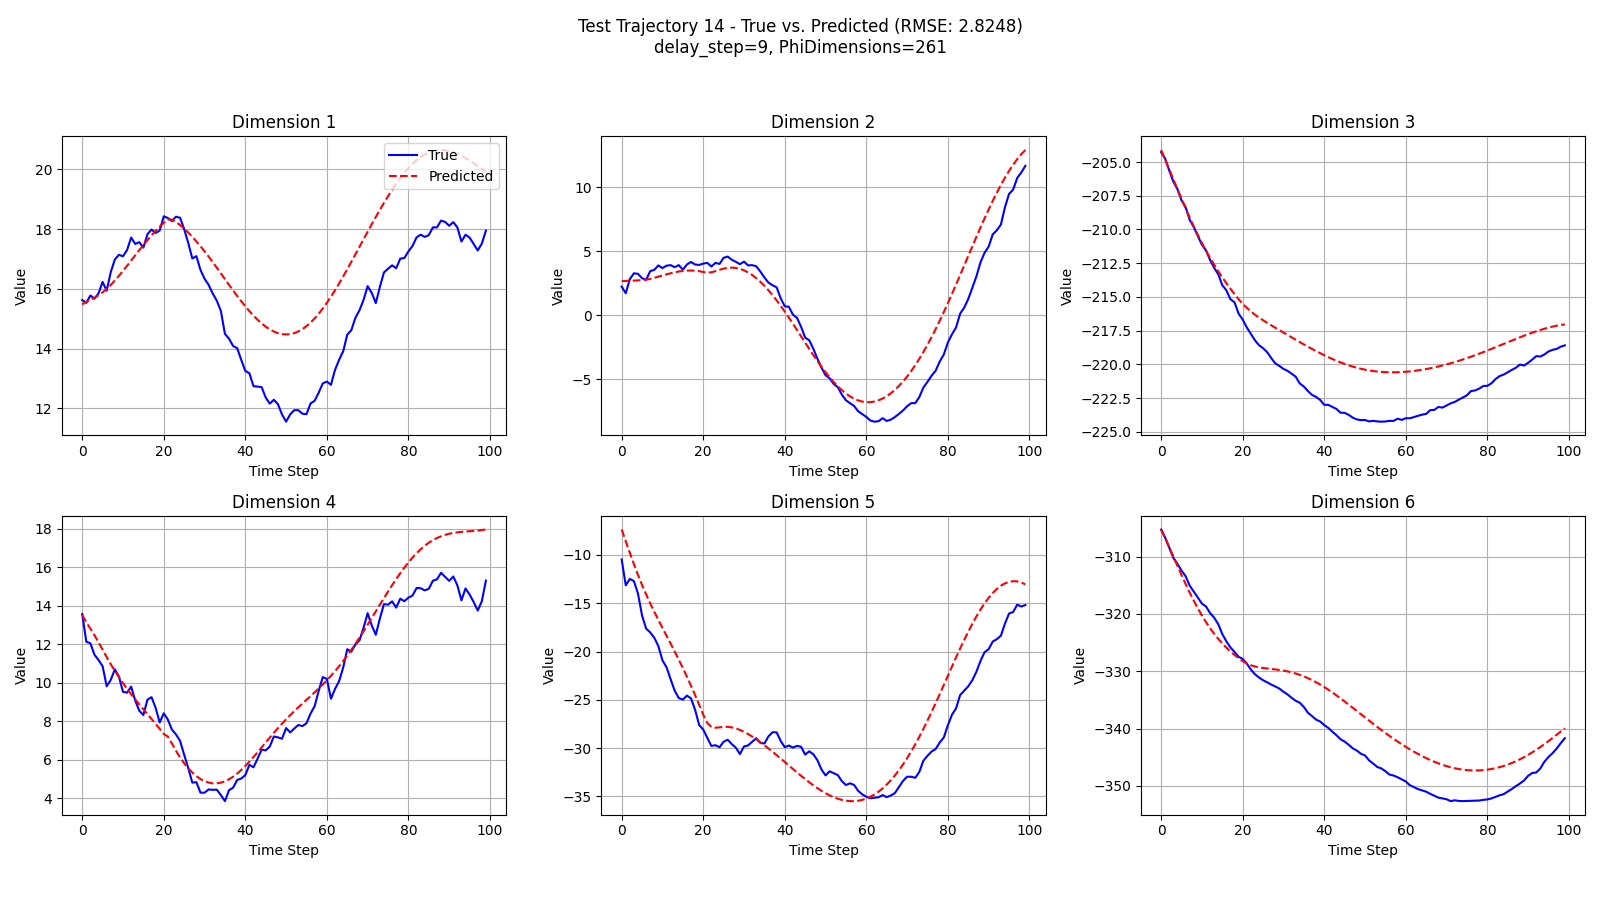 Test Trajectory 14 - True vs. Predicted (RMSE: 2.8248)
delay_step=9, PhiDimensions=261
Dimension 1
True
Predicted
20
18
16
14
12
Value
0 20 40 60 80 100
Time Step
Dimension 2
10
5
0
−5
Value
0 20 40 60 80 100
Time Step
Dimension 3
−205.0
−207.5
−210.0
−212.5
−215.0
−217.5
−220.0
−222.5
−225.0
Value
0 20 40 60 80 100
Time Step
Dimension 4
18
16
14
12
10
8
6
4
Value
0 20 40 60 80 100
Time Step
Dimension 5
−10
−15
−20
−25
−30
−35
Value
0 20 40 60 80 100
Time Step
Dimension 6
−310
−320
−330
−340
−350
Value
0 20 40 60 80 100
Time Step